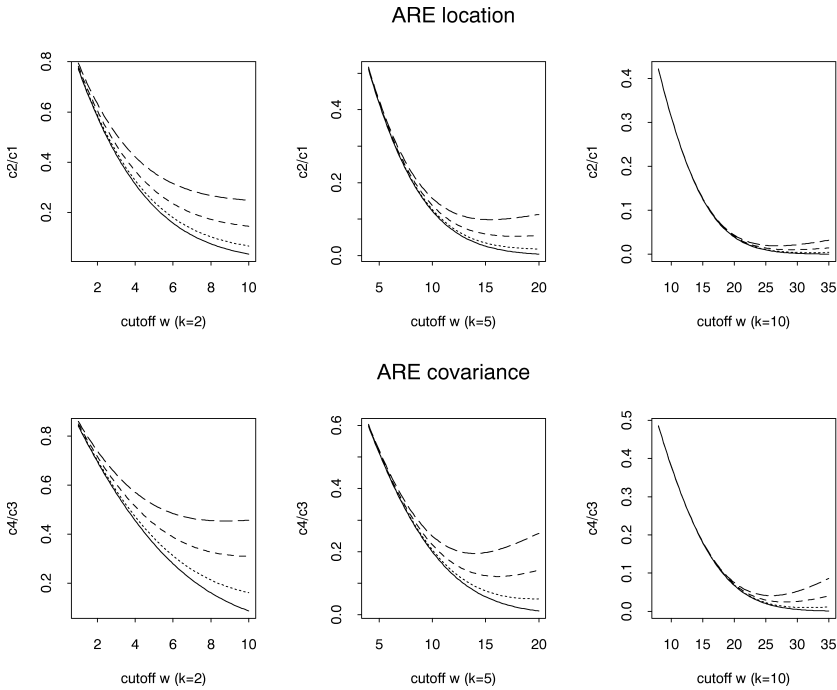 ARE location
c2/c1
0.2 0.4 0.6 0.8
2 4 6 8 10
cutoff w (k=2)
c2/c1
0.0 0.2 0.4
5 10 15 20
cutoff w (k=5)
c2/c1
0.0 0.1 0.2 0.3 0.4
10 15 20 25 30 35
cutoff w (k=10)
ARE covariance
c4/c3
0.2 0.4 0.6 0.8
2 4 6 8 10
cutoff w (k=2)
c4/c3
0.0 0.2 0.4 0.6
5 10 15 20
cutoff w (k=5)
c4/c3
0.0 0.1 0.2 0.3 0.4 0.5
10 15 20 25 30 35
cutoff w (k=10)